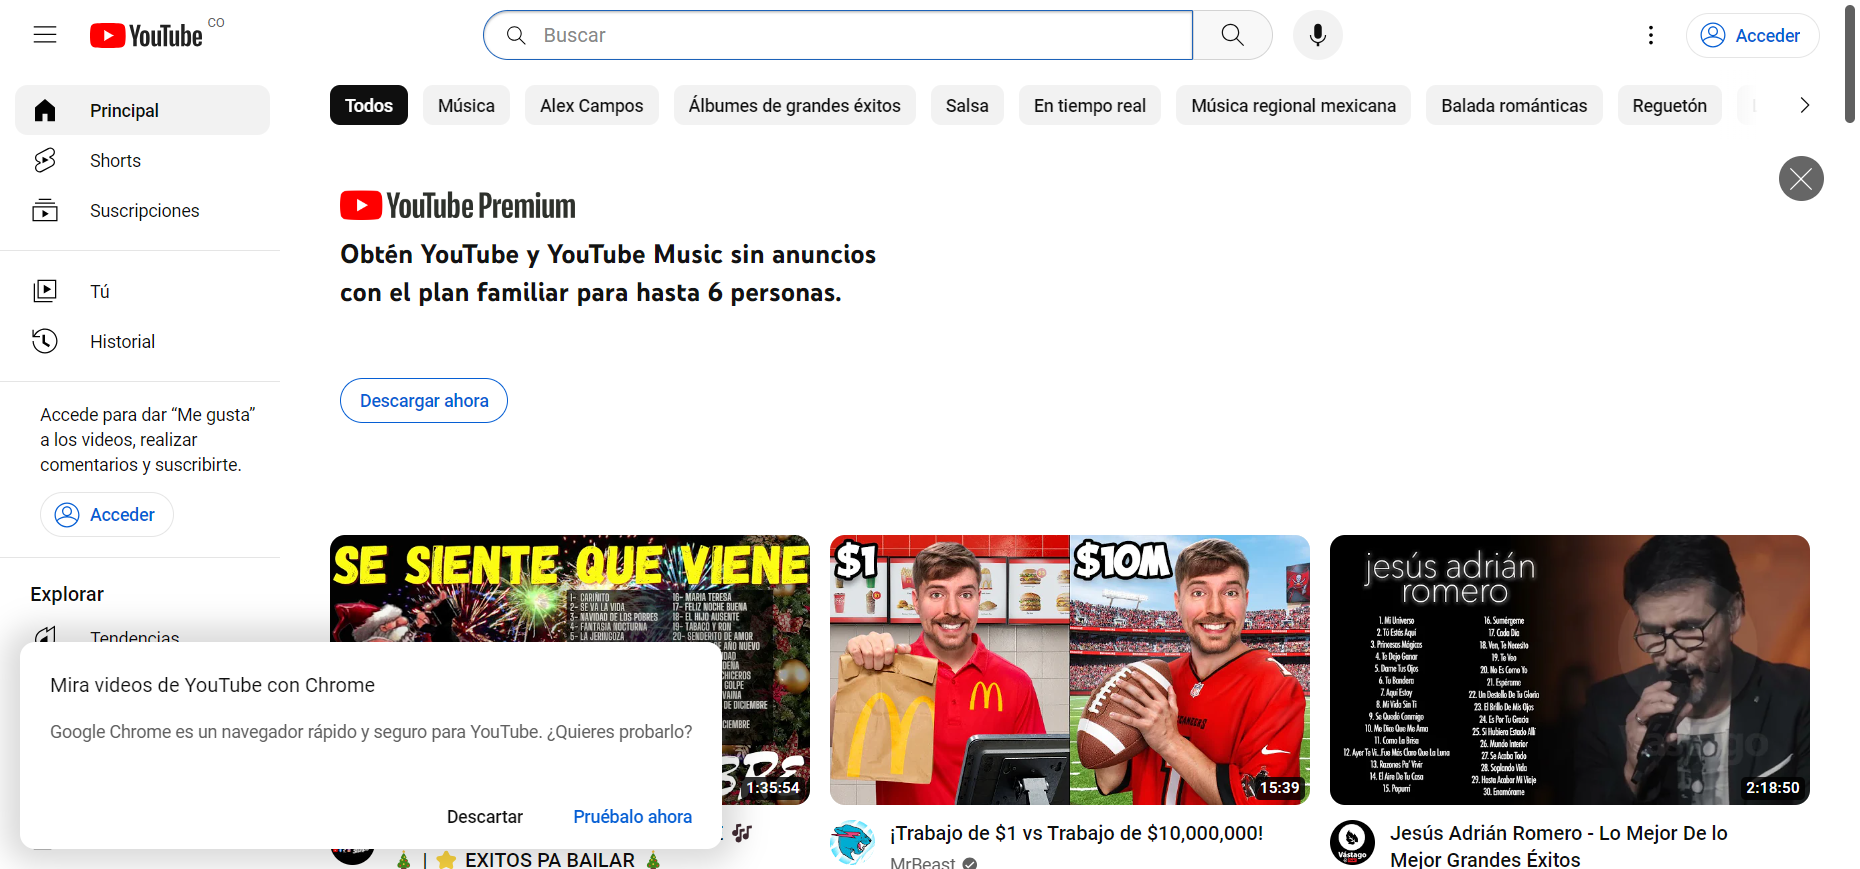 YouTube CO
Buscar
Acceder
Principal
Shorts
Suscripciones
Tú
Historial
Accede para dar “Me gusta”
a los videos, realizar
comentarios y suscribirte.
Acceder
Explorar
Tendencias
Todos
Música
Alex Campos
Álbumes de grandes éxitos
Salsa
En tiempo real
Música regional mexicana
Balada románticas
Reguetón
YouTube Premium
Obtén YouTube y YouTube Music sin anuncios
con el plan familiar para hasta 6 personas.
Descargar ahora
SE SIENTE QUE VIENE
1- CARIÑITO
2- SE VA LA VIDA
3- NAVIDAD DE LOS POBRES
4- FANTASIA NOCTURNA
5- LA JERINGOZA
16- MARIA TERESA
17- FELIZ NOCHE BUENA
18- EL HIJO AUSENTE
19- TABACO Y RON
20- SENDERITO DE AMOR
DE AÑO NUEVO
GOLPE
DE DICIEMBRE
1:35:54
| EXITOS PA BAILAR
$1
$10M
15:39
¡Trabajo de $1 vs Trabajo de $10,000,000!
MrBeast
jesús adrián
romero
1. Mi Universo
2. Tú Estás Aquí
3. Princesas Mágicas
4. Te Dejo Ganar
5. Dame Tus Ojos
6. Tu Bandera
7. Aquí Estoy
8. Mi Vida Sin Ti
9. Se Quedó Conmigo
10. Me Dice Que Me Ama
11. Como La Brisa
12. Ayer Te Vi...Fue Más Claro Que La Luna
13. Razones Pa' Vivir
14. El Aire De Tu Casa
15. Popurrí
16. Sumérgeme
17. Cada Día
18. Ven, Te Necesito
19. Te Veo
20. No Es Como Yo
21. Espérame
22. Un Destello De Tu Gloria
23. El Brillo De Mis Ojos
24. Es Por Tu Gracia
25. Si Hubiera Estado Allí
26. Mundo Interior
27. Se Acaba Todo
28. Soplando Vida
29. Hasta Acabar Mi Viaje
30. Enamórame
Vástago
2:18:50
Vástago
Jesús Adrián Romero - Lo Mejor De lo
Mejor Grandes Éxitos
Mira videos de YouTube con Chrome
Google Chrome es un navegador rápido y seguro para YouTube. ¿Quieres probarlo?
Descartar
Pruébalo ahora